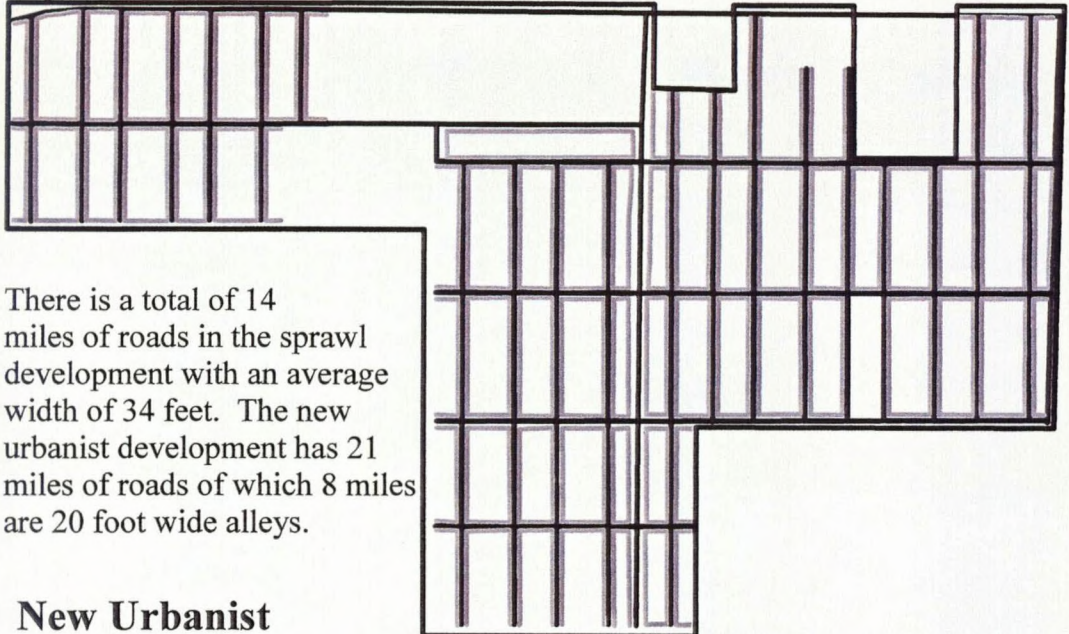 There is a total of 14
miles of roads in the sprawl
development with an average
width of 34 feet. The new
urbanist development has 21
miles of roads of which 8 miles
are 20 foot wide alleys.
New Urbanist